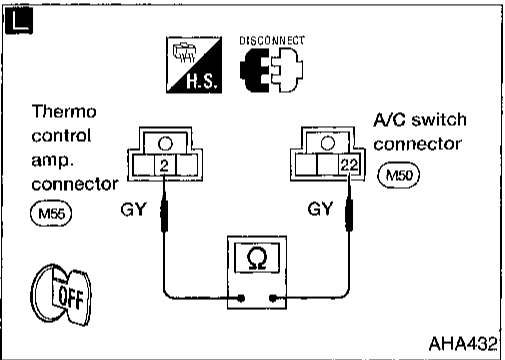 L
DISCONNECT
H.S.
Thermo
control
amp.
connector
M55
2
GY
A/C switch
connector
M50
22
GY
Ω
OFF
AHA432